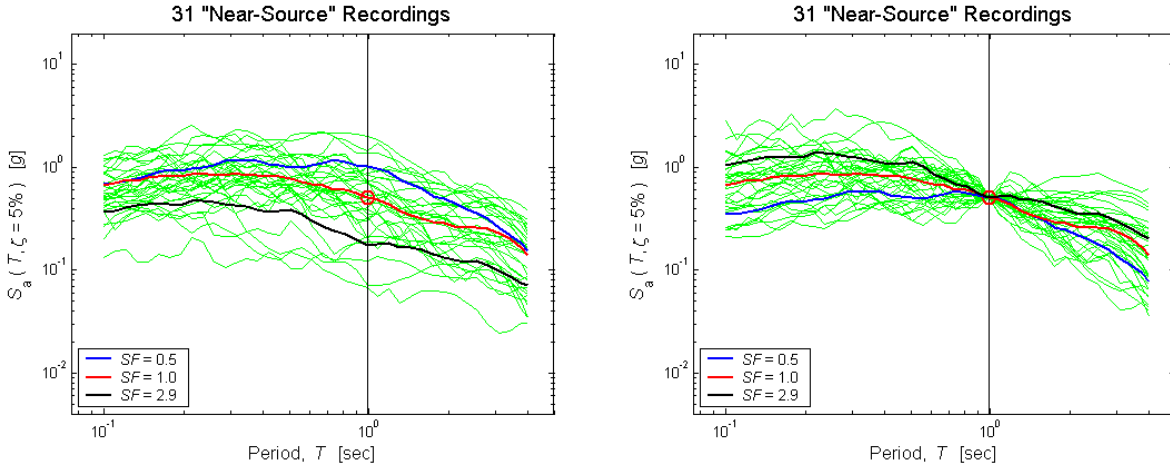 31 "Near-Source" Recordings
S_a ( T, ζ = 5% ) [g]
10^1
10^0
10^-1
10^-2
SF = 0.5
SF = 1.0
SF = 2.9
10^-1
10^0
Period, T [sec]
31 "Near-Source" Recordings
S_a ( T, ζ = 5% ) [g]
10^1
10^0
10^-1
10^-2
SF = 0.5
SF = 1.0
SF = 2.9
10^-1
10^0
Period, T [sec]